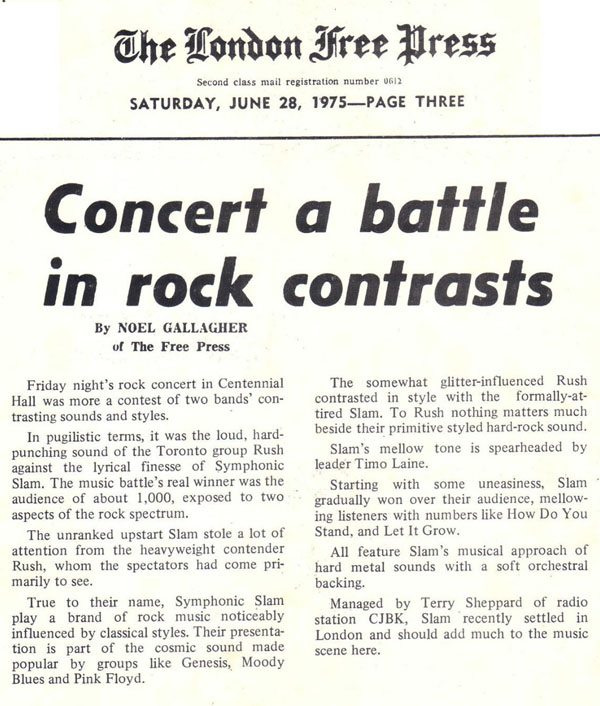 The London Free Press
Second class mail registration number 0612
SATURDAY, JUNE 28, 1975—PAGE THREE
Concert a battle
in rock contrasts
By NOEL GALLAGHER
of The Free Press
Friday night's rock concert in Centennial
Hall was more a contest of two bands' con-
trasting sounds and styles.
In pugilistic terms, it was the loud, hard-
punching sound of the Toronto group Rush
against the lyrical finesse of Symphonic
Slam. The music battle's real winner was the
audience of about 1,000, exposed to two
aspects of the rock spectrum.
The unranked upstart Slam stole a lot of
attention from the heavyweight contender
Rush, whom the spectators had come pri-
marily to see.
True to their name, Symphonic Slam
play a brand of rock music noticeably
influenced by classical styles. Their presenta-
tion is part of the cosmic sound made
popular by groups like Genesis, Moody
Blues and Pink Floyd.
The somewhat glitter-influenced Rush
contrasted in style with the formally-at-
tired Slam. To Rush nothing matters much
beside their primitive styled hard-rock sound.
Slam's mellow tone is spearheaded by
leader Timo Laine.
Starting with some uneasiness, Slam
gradually won over their audience, mellow-
ing listeners with numbers like How Do You
Stand, and Let It Grow.
All feature Slam's musical approach of
hard metal sounds with a soft orchestral
backing.
Managed by Terry Sheppard of radio
station CJBK, Slam recently settled in
London and should add much to the music
scene here.